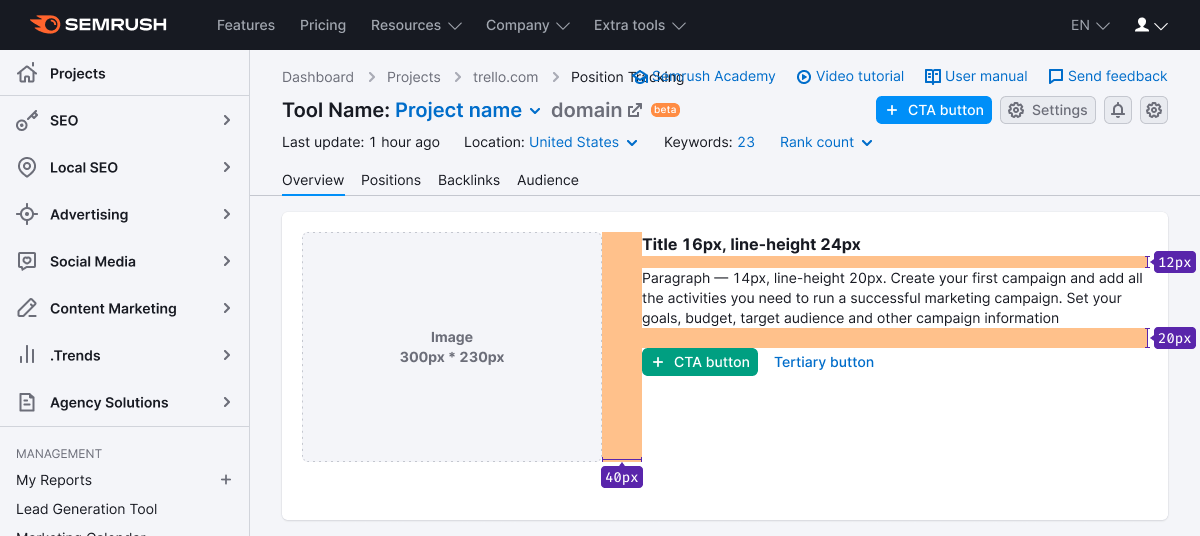 SEMRUSH Features Pricing Resources Company Extra tools EN
Projects
SEO
Local SEO
Advertising
Social Media
Content Marketing
.Trends
Agency Solutions
MANAGEMENT
My Reports
Lead Generation Tool
Marketing Calendar
Dashboard Projects trello.com Position Tracking Semrush Academy Video tutorial User manual Send feedback
Tool Name: Project name domain beta + CTA button Settings
Last update: 1 hour ago Location: United States Keywords: 23 Rank count
Overview Positions Backlinks Audience
Image
300px * 230px
40px
Title 16px, line-height 24px
12px
Paragraph — 14px, line-height 20px. Create your first campaign and add all
the activities you need to run a successful marketing campaign. Set your
goals, budget, target audience and other campaign information
20px
+ CTA button Tertiary button